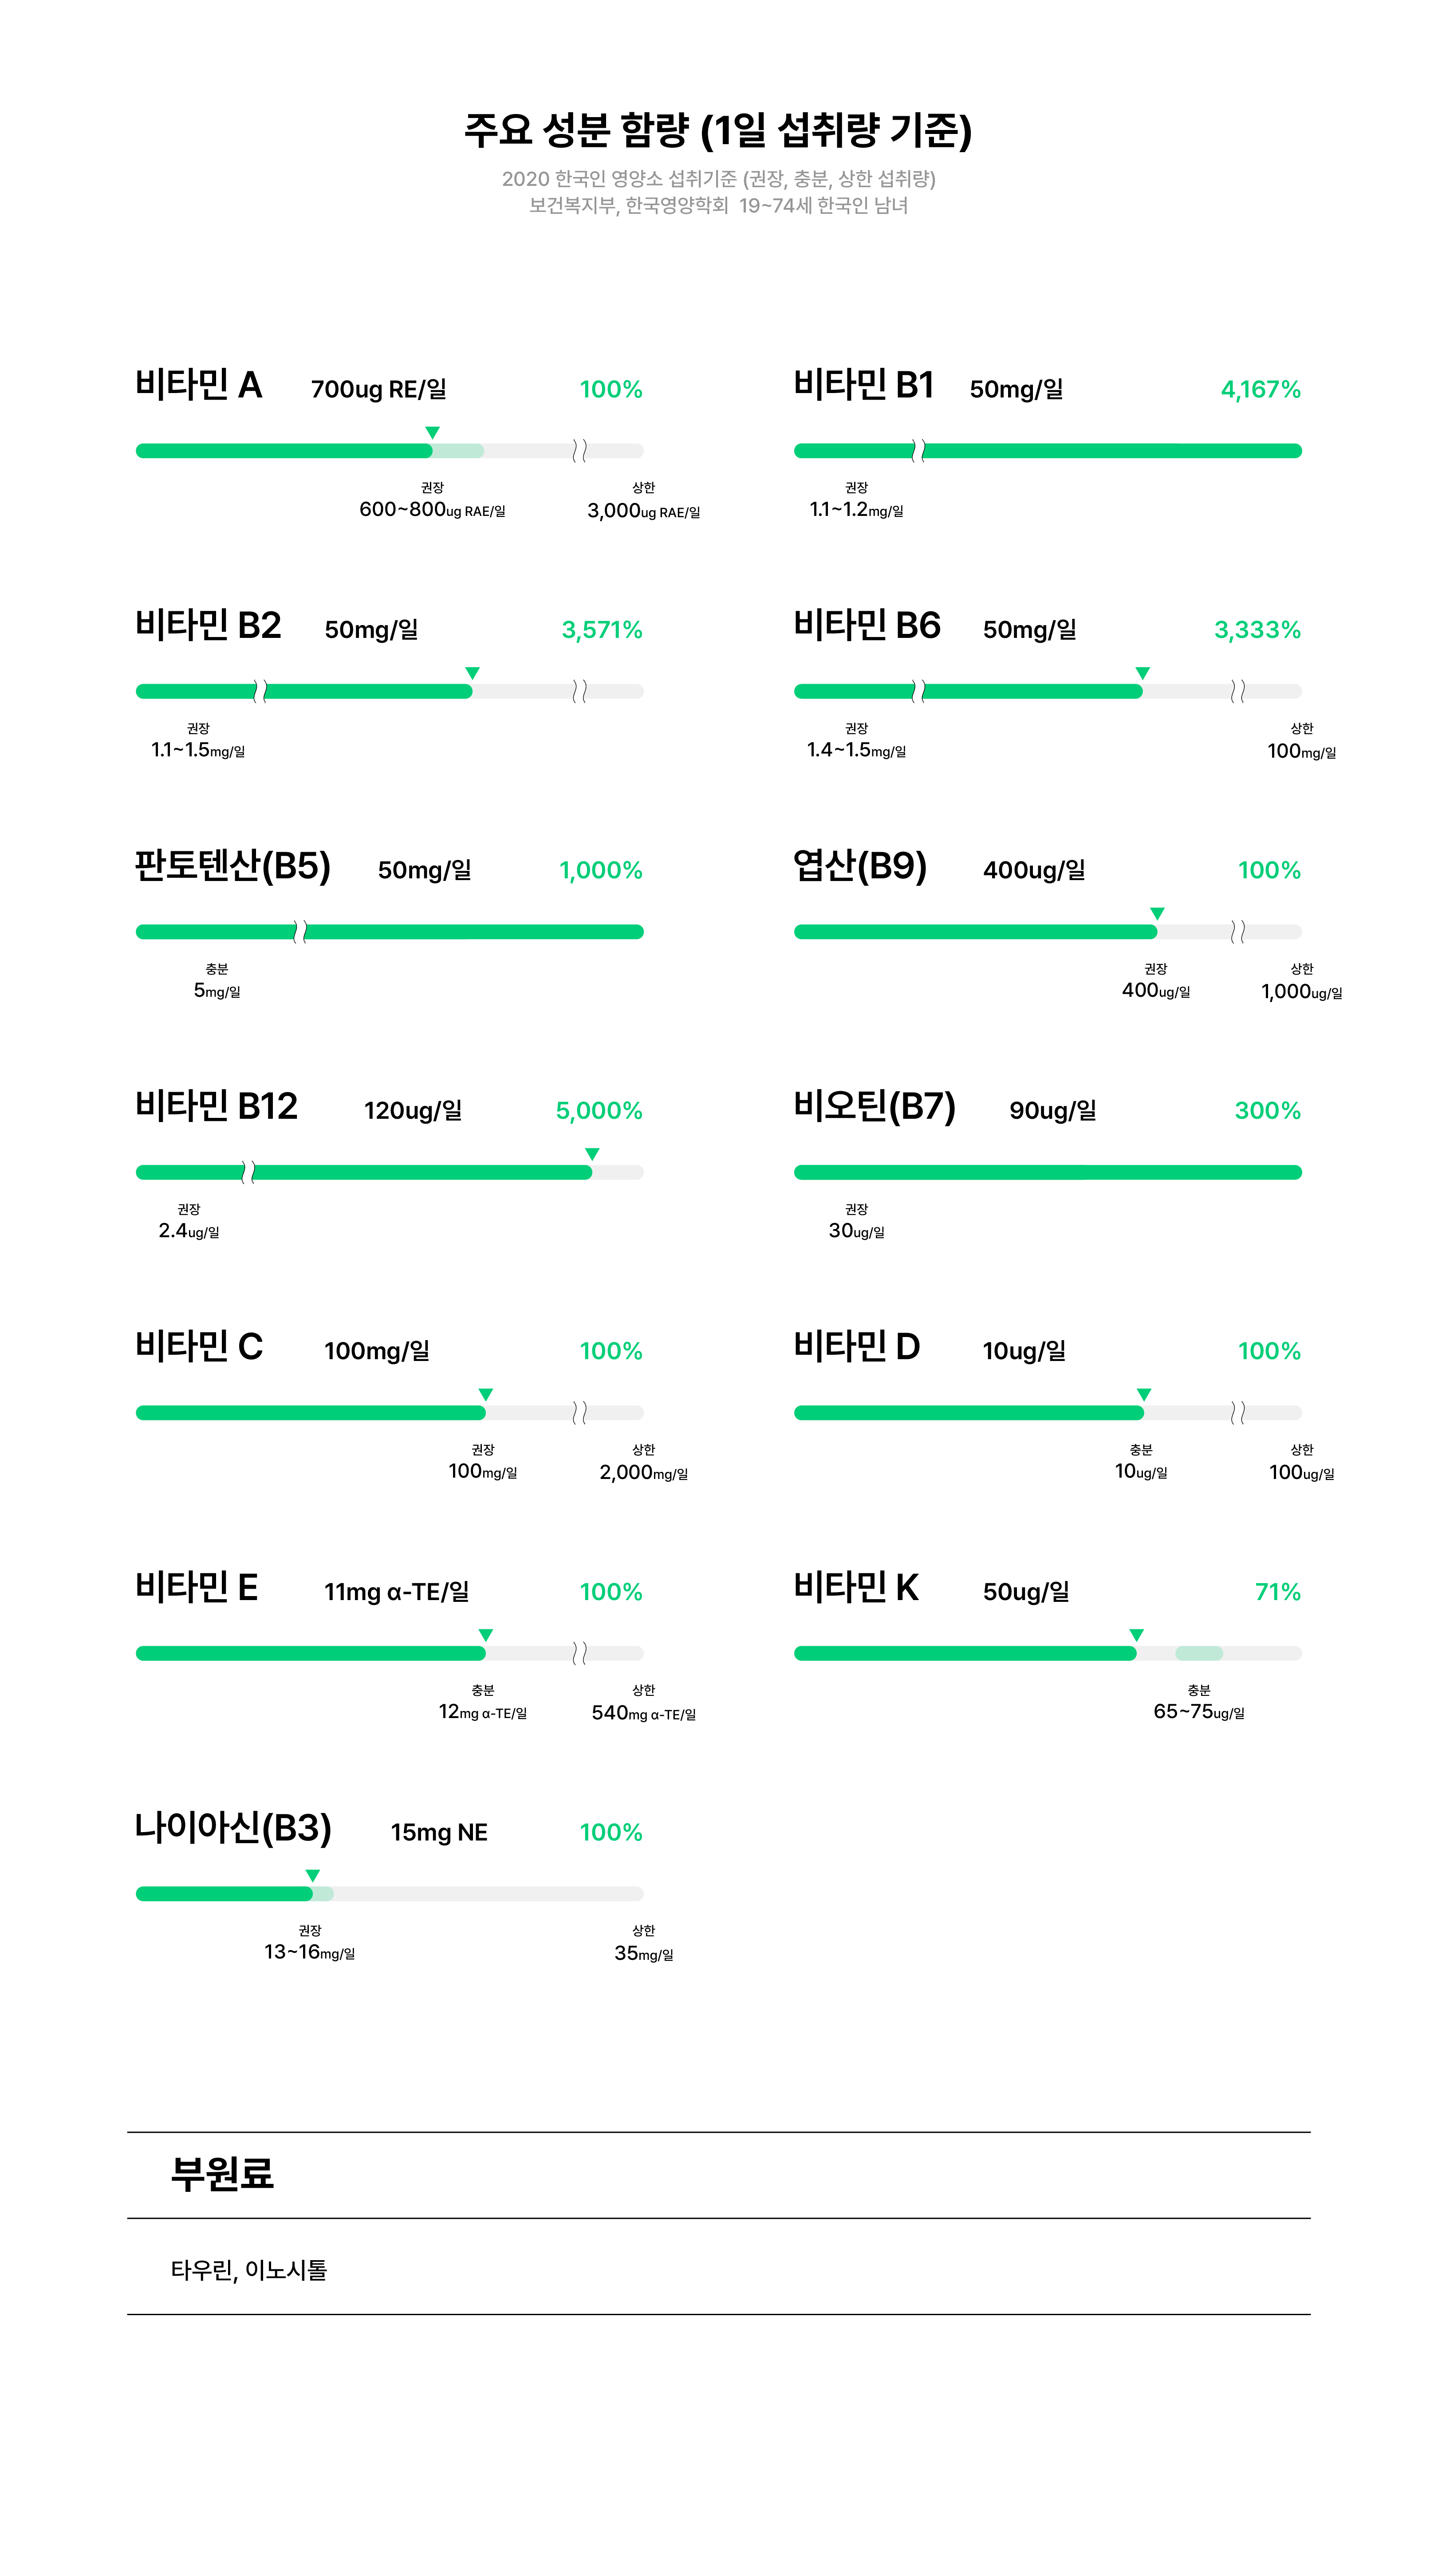 주요 성분 함량 (1일 섭취량 기준)
2020 한국인 영양소 섭취기준 (권장, 충분, 상한 섭취량)
보건복지부, 한국영양학회 19~74세 한국인 남녀
비타민 A 700ug RE/일 100%
권장 상한
600~800ug RAE/일 3,000ug RAE/일
비타민 B1 50mg/일 4,167%
권장
1.1~1.2mg/일
비타민 B2 50mg/일 3,571%
권장
1.1~1.5mg/일
비타민 B6 50mg/일 3,333%
권장 상한
1.4~1.5mg/일 100mg/일
판토텐산(B5) 50mg/일 1,000%
충분
5mg/일
엽산(B9) 400ug/일 100%
권장 상한
400ug/일 1,000ug/일
비타민 B12 120ug/일 5,000%
권장
2.4ug/일
비오틴(B7) 90ug/일 300%
권장
30ug/일
비타민 C 100mg/일 100%
권장 상한
100mg/일 2,000mg/일
비타민 D 10ug/일 100%
충분 상한
10ug/일 100ug/일
비타민 E 11mg α-TE/일 100%
충분 상한
12mg α-TE/일 540mg α-TE/일
비타민 K 50ug/일 71%
충분
65~75ug/일
나이아신(B3) 15mg NE 100%
권장 상한
13~16mg/일 35mg/일
부원료
타우린, 이노시톨